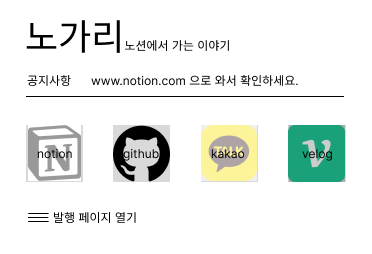 노가리 노션에서 가는 이야기
공지사항 www.notion.com 으로 와서 확인하세요.
N TALK v
notion github kakao velog
발행 페이지 열기